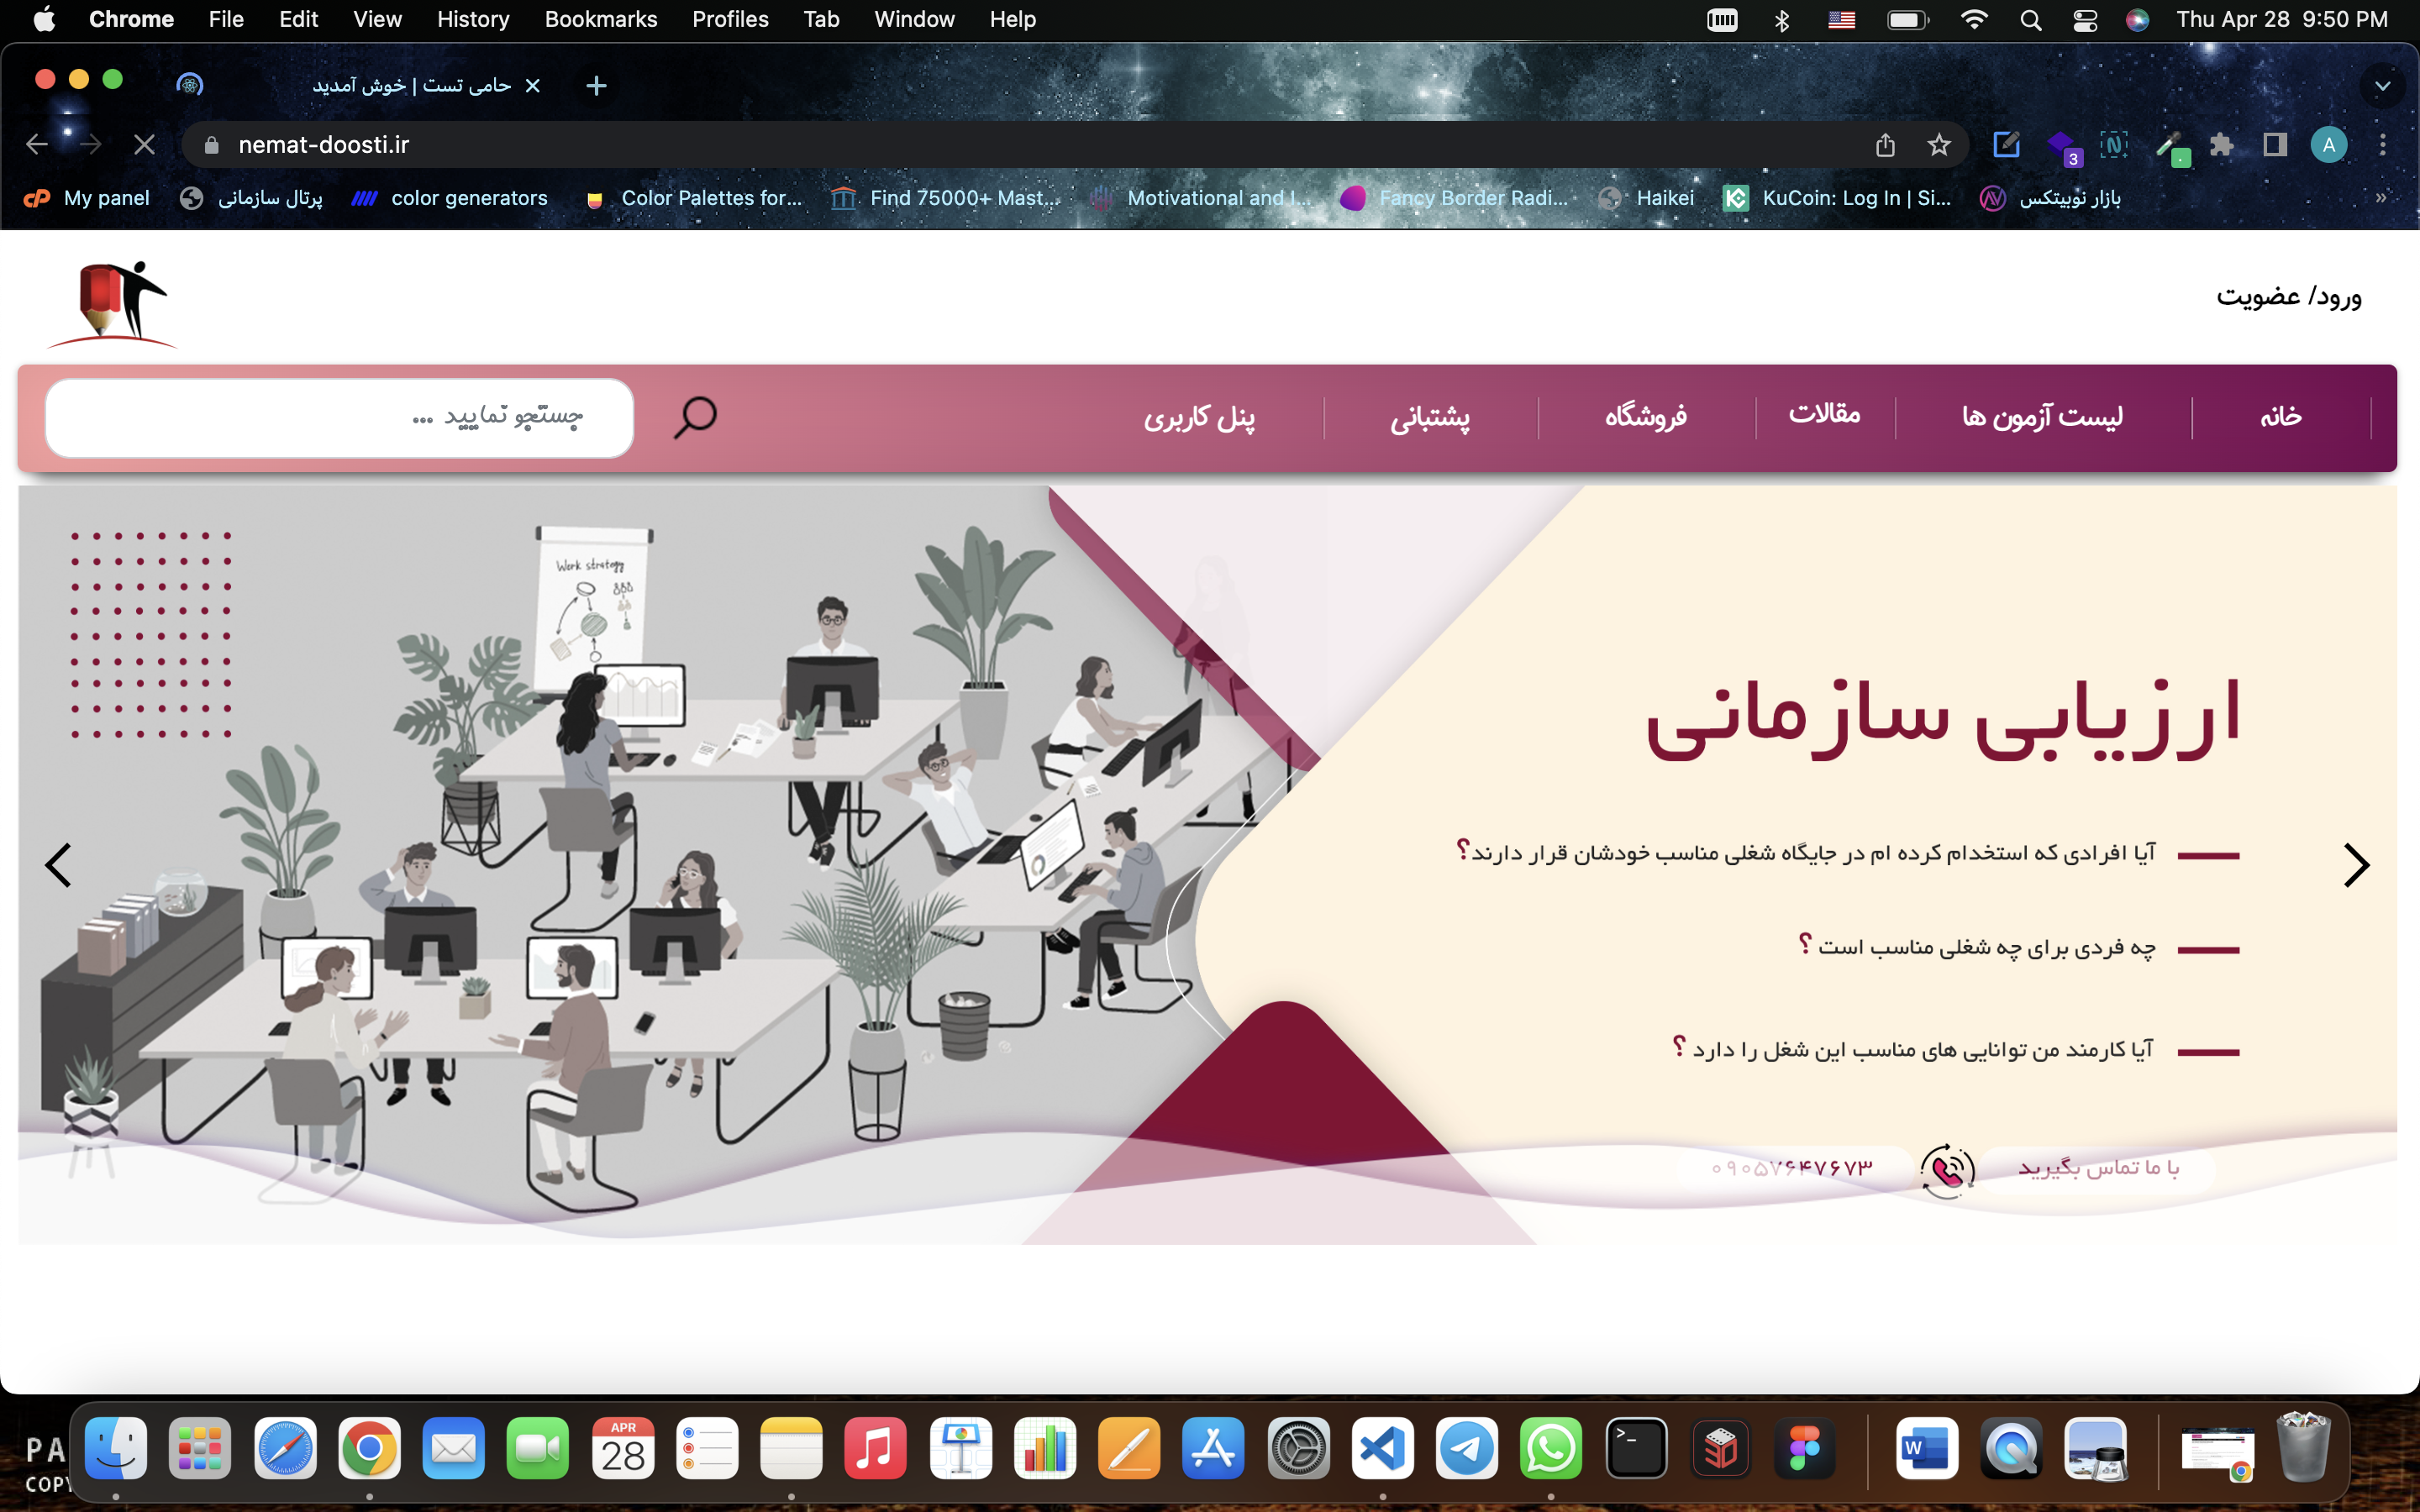 Chrome File Edit View History Bookmarks Profiles Tab Window Help Thu Apr 28 9:50 PM
حامی تست | خوش آمدید
nemat-doosti.ir
3
A
My panel پرتال سازمانی color generators Color Palettes for... Find 75000+ Mast... Motivational and I... Fancy Border Radi... Haikei KuCoin: Log In | Si... بازار نوبیتکس »
ورود/ عضویت
خانه لیست آزمون ها مقالات فروشگاه پشتبانی پنل کاربری
جستجو نمایید ...
Work strategy
ارزیابی سازمانی
آیا افرادی که استخدام کرده ام در جایگاه شغلی مناسب خودشان قرار دارند؟
چه فردی برای چه شغلی مناسب است ؟
آیا کارمند من توانایی های مناسب این شغل را دارد ؟
با ما تماس بگیرید ۰۹۰۵۷۶۴۷۶۷۳
PA
COPY
APR
28
W